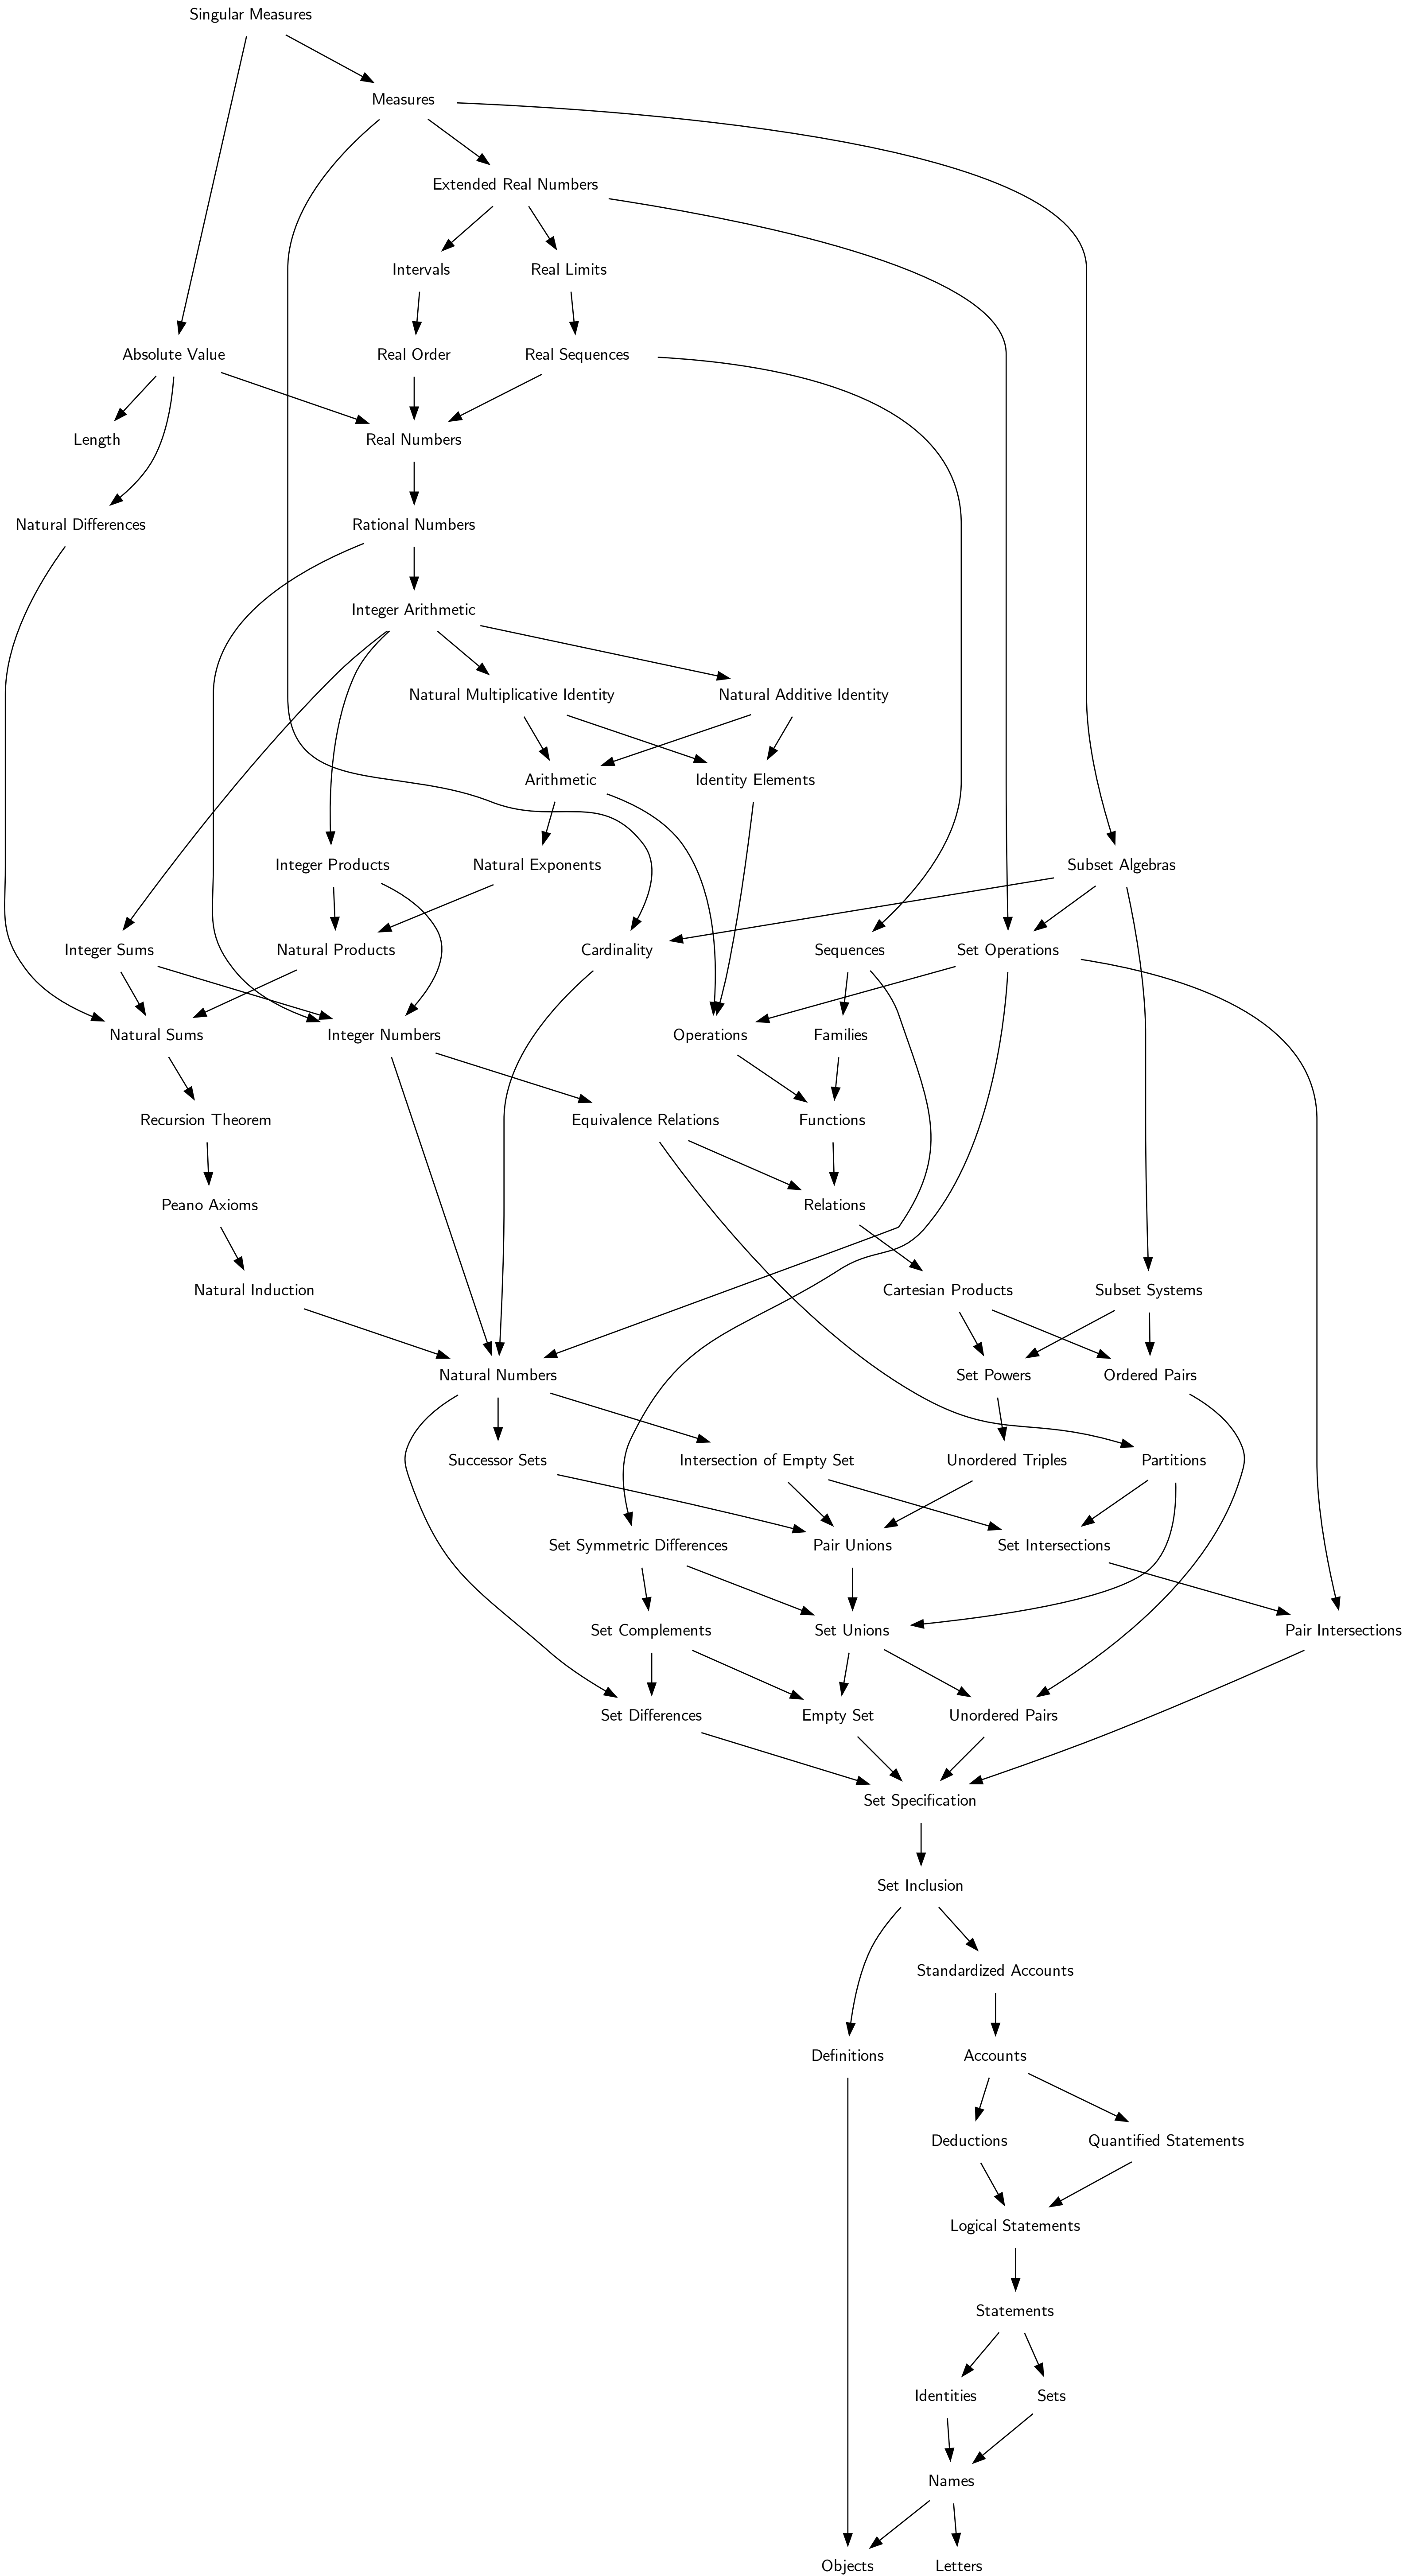 Singular Measures
Measures
Extended Real Numbers
Intervals
Real Limits
Absolute Value
Real Order
Real Sequences
Length
Real Numbers
Natural Differences
Rational Numbers
Integer Arithmetic
Natural Multiplicative Identity
Natural Additive Identity
Arithmetic
Identity Elements
Integer Products
Natural Exponents
Subset Algebras
Integer Sums
Natural Products
Cardinality
Sequences
Set Operations
Natural Sums
Integer Numbers
Operations
Families
Recursion Theorem
Equivalence Relations
Functions
Peano Axioms
Relations
Natural Induction
Cartesian Products
Subset Systems
Natural Numbers
Set Powers
Ordered Pairs
Successor Sets
Intersection of Empty Set
Unordered Triples
Partitions
Set Symmetric Differences
Pair Unions
Set Intersections
Set Complements
Set Unions
Pair Intersections
Set Differences
Empty Set
Unordered Pairs
Set Specification
Set Inclusion
Standardized Accounts
Definitions
Accounts
Deductions
Quantified Statements
Logical Statements
Statements
Identities
Sets
Names
Objects
Letters